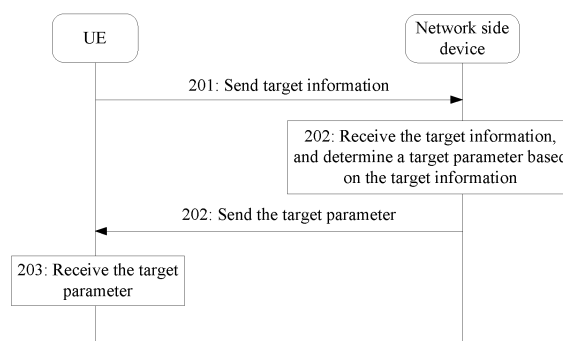 UE
Network side
device
201: Send target information
202: Receive the target information,
and determine a target parameter based
on the target information
202: Send the target parameter
203: Receive the target
parameter